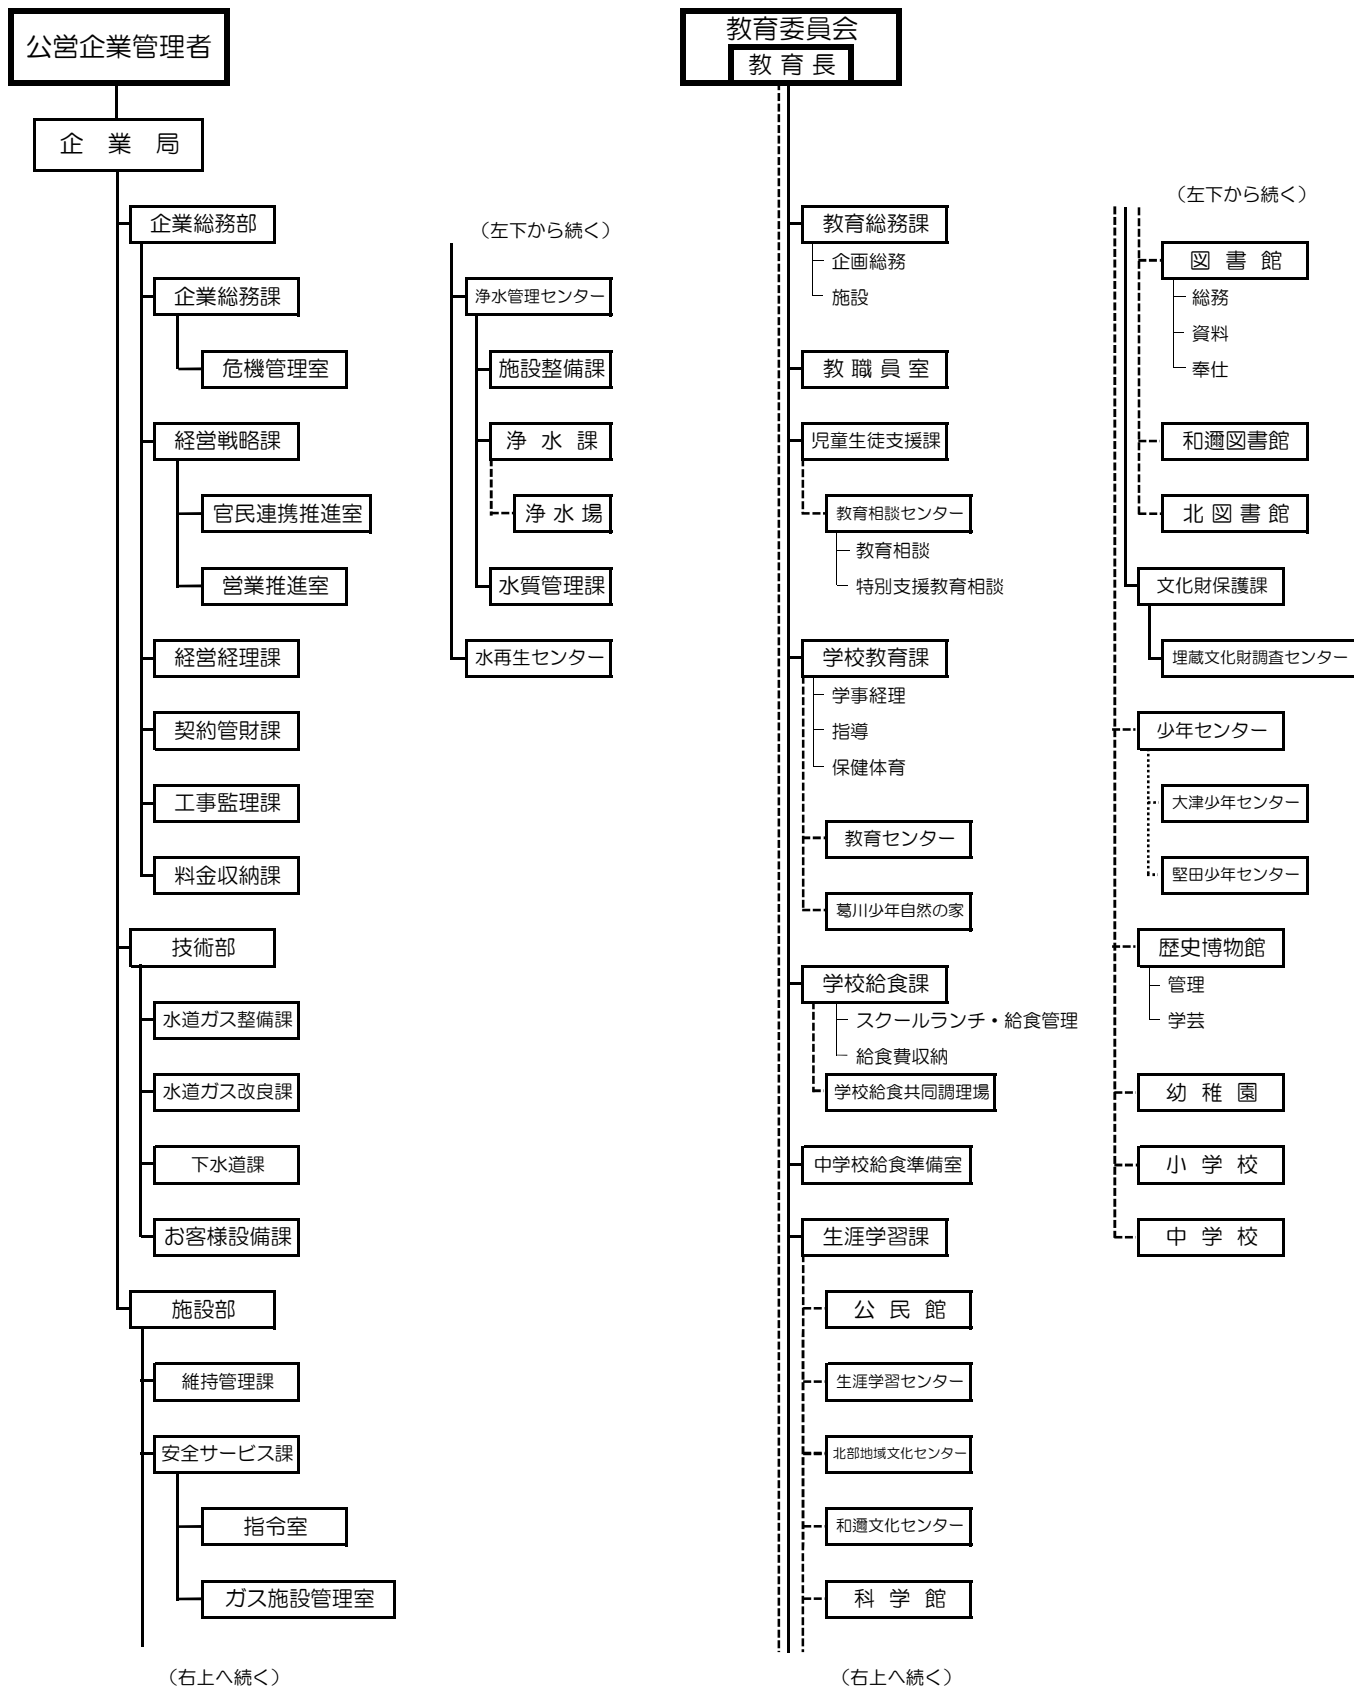 公営企業管理者
企業局
企業総務部
企業総務課
危機管理室
経営戦略課
官民連携推進室
営業推進室
経営経理課
契約管財課
工事監理課
料金収納課
技術部
水道ガス整備課
水道ガス改良課
下水道課
お客様設備課
施設部
維持管理課
安全サービス課
指令室
ガス施設管理室
（右上へ続く）
（左下から続く）
浄水管理センター
施設整備課
浄水課
浄水場
水質管理課
水再生センター
教育委員会
教育長
教育総務課
企画総務
施設
教職員室
児童生徒支援課
教育相談センター
教育相談
特別支援教育相談
学校教育課
学事経理
指導
保健体育
教育センター
葛川少年自然の家
学校給食課
スクールランチ・給食管理
給食費収納
学校給食共同調理場
中学校給食準備室
生涯学習課
公民館
生涯学習センター
北部地域文化センター
和邇文化センター
科学館
（右上へ続く）
（左下から続く）
図書館
総務
資料
奉仕
和邇図書館
北図書館
文化財保護課
埋蔵文化財調査センター
少年センター
大津少年センター
堅田少年センター
歴史博物館
管理
学芸
幼稚園
小学校
中学校